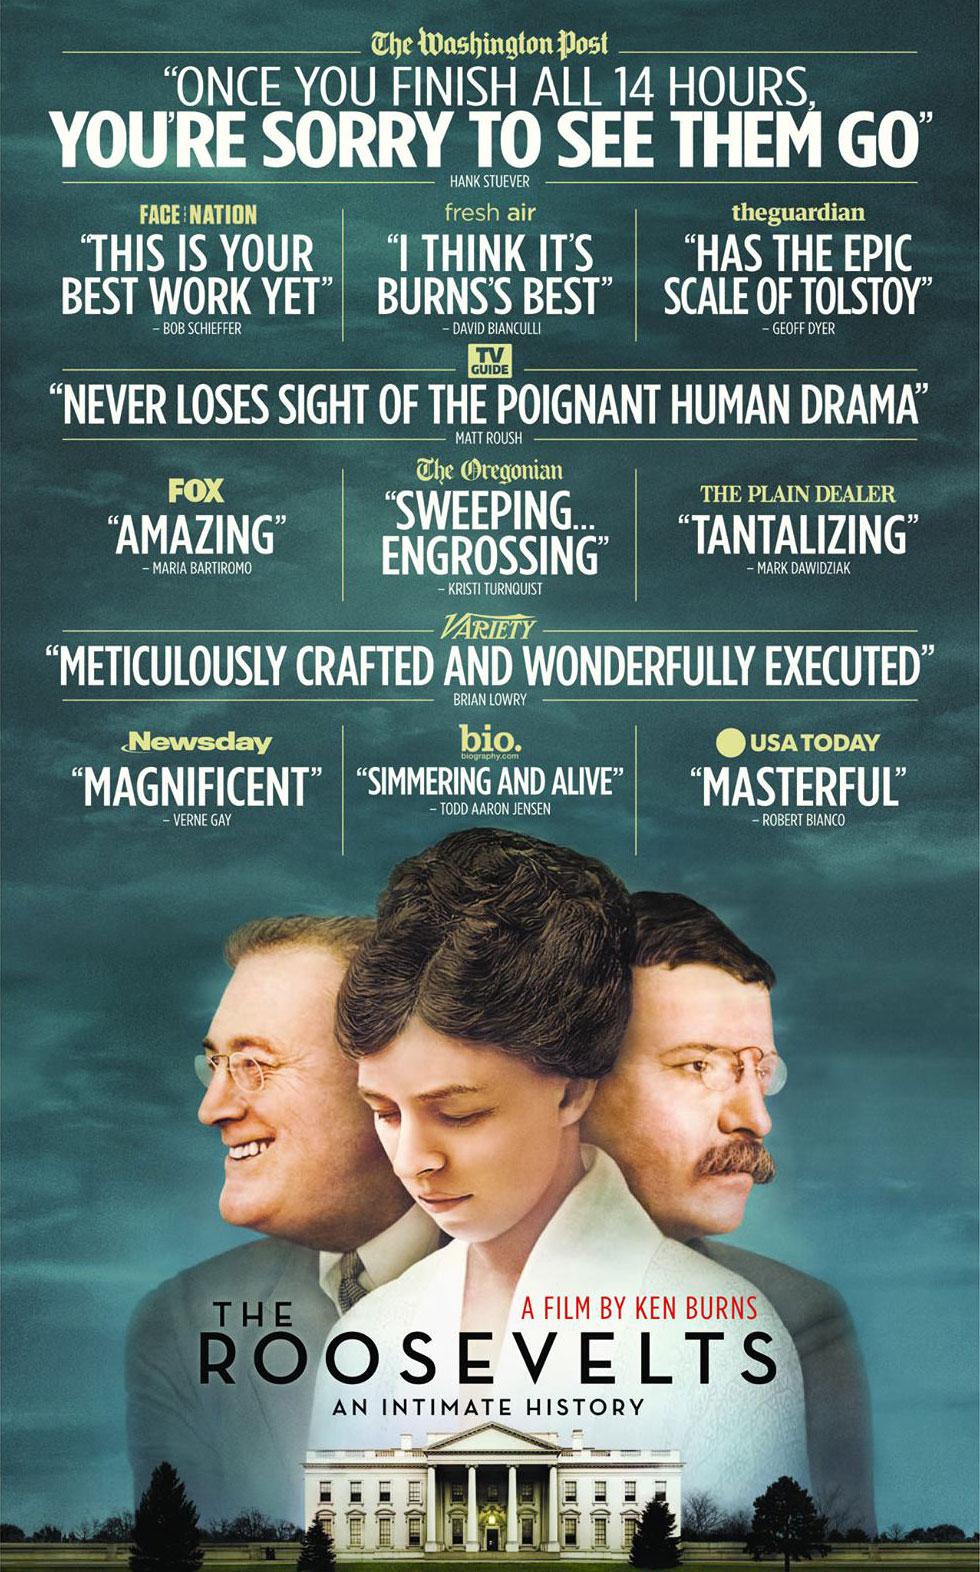 The Washington Post
“ONCE YOU FINISH ALL 14 HOURS,
YOU’RE SORRY TO SEE THEM GO”
HANK STUEVER
FACE THE NATION
“THIS IS YOUR
BEST WORK YET”
– BOB SCHIEFFER
fresh air
“I THINK IT’S
BURNS’S BEST”
– DAVID BIANCULLI
theguardian
“HAS THE EPIC
SCALE OF TOLSTOY”
– GEOFF DYER
TV
GUIDE
“NEVER LOSES SIGHT OF THE POIGNANT HUMAN DRAMA”
MATT ROUSH
FOX
“AMAZING”
– MARIA BARTIROMO
The Oregonian
“SWEEPING...
ENGROSSING”
– KRISTI TURNQUIST
THE PLAIN DEALER
“TANTALIZING”
– MARK DAWIDZIAK
VARIETY
“METICULOUSLY CRAFTED AND WONDERFULLY EXECUTED”
BRIAN LOWRY
Newsday
“MAGNIFICENT”
– VERNE GAY
bio.
biography.com
“SIMMERING AND ALIVE”
– TODD AARON JENSEN
USA TODAY
“MASTERFUL”
– ROBERT BIANCO
A FILM BY KEN BURNS
THE
ROOSEVELTS
AN INTIMATE HISTORY